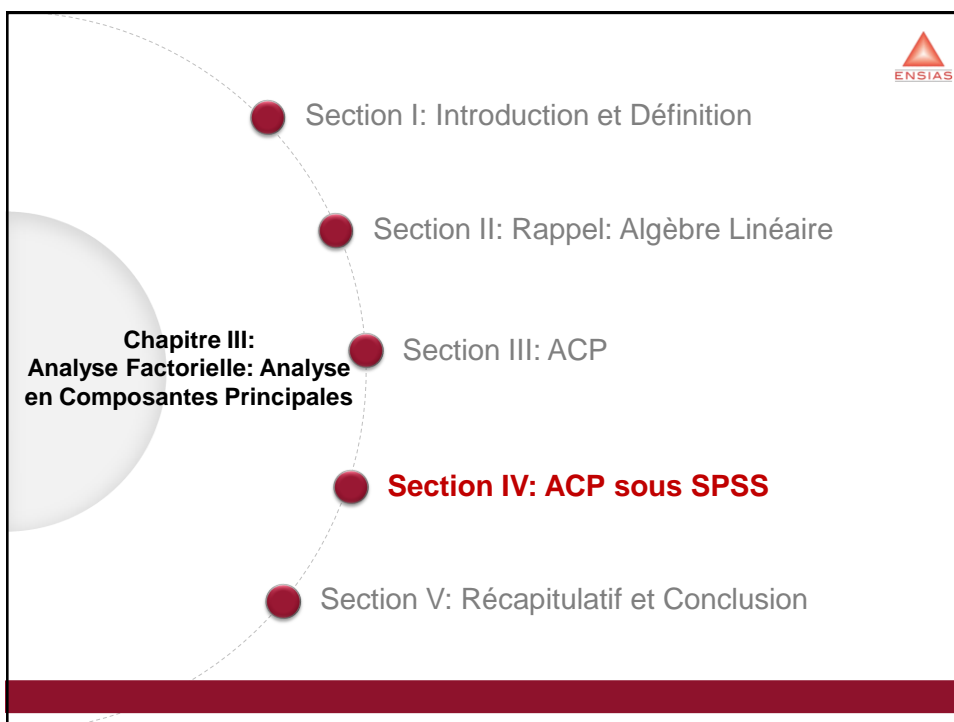 ENSIAS
Section I: Introduction et Définition
Section II: Rappel: Algèbre Linéaire
Chapitre III:
Analyse Factorielle: Analyse
en Composantes Principales
Section III: ACP
Section IV: ACP sous SPSS
Section V: Récapitulatif et Conclusion